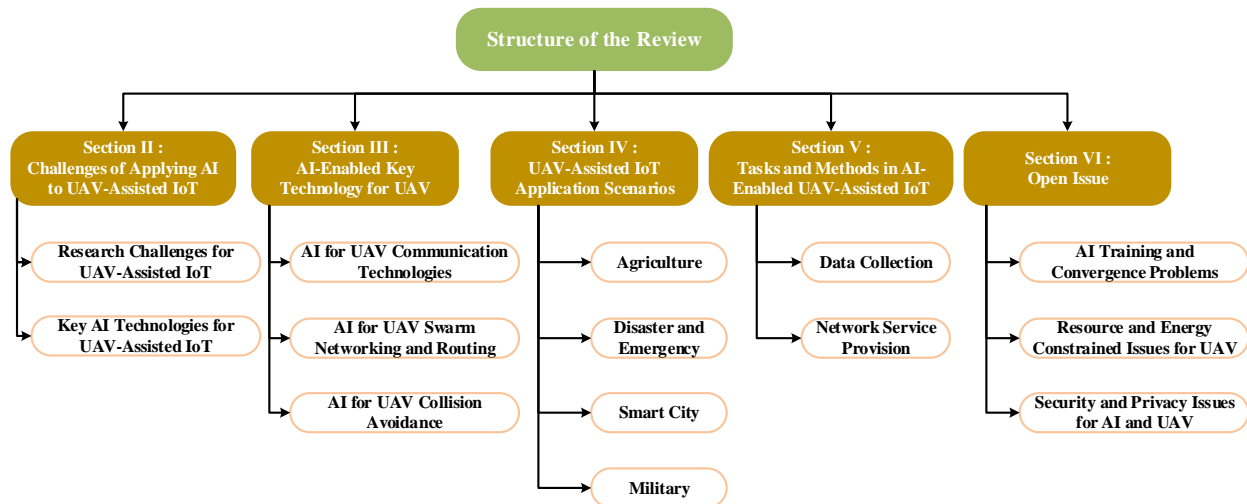 Structure of the Review
Section II :
Challenges of Applying AI
to UAV-Assisted IoT
Research Challenges for
UAV-Assisted IoT
Key AI Technologies for
UAV-Assisted IoT
Section III :
AI-Enabled Key
Technology for UAV
AI for UAV Communication
Technologies
AI for UAV Swarm
Networking and Routing
AI for UAV Collision
Avoidance
Section IV :
UAV-Assisted IoT
Application Scenarios
Agriculture
Disaster and
Emergency
Smart City
Military
Section V :
Tasks and Methods in AI-
Enabled UAV-Assisted IoT
Data Collection
Network Service
Provision
Section VI :
Open Issue
AI Training and
Convergence Problems
Resource and Energy
Constrained Issues for UAV
Security and Privacy Issues
for AI and UAV